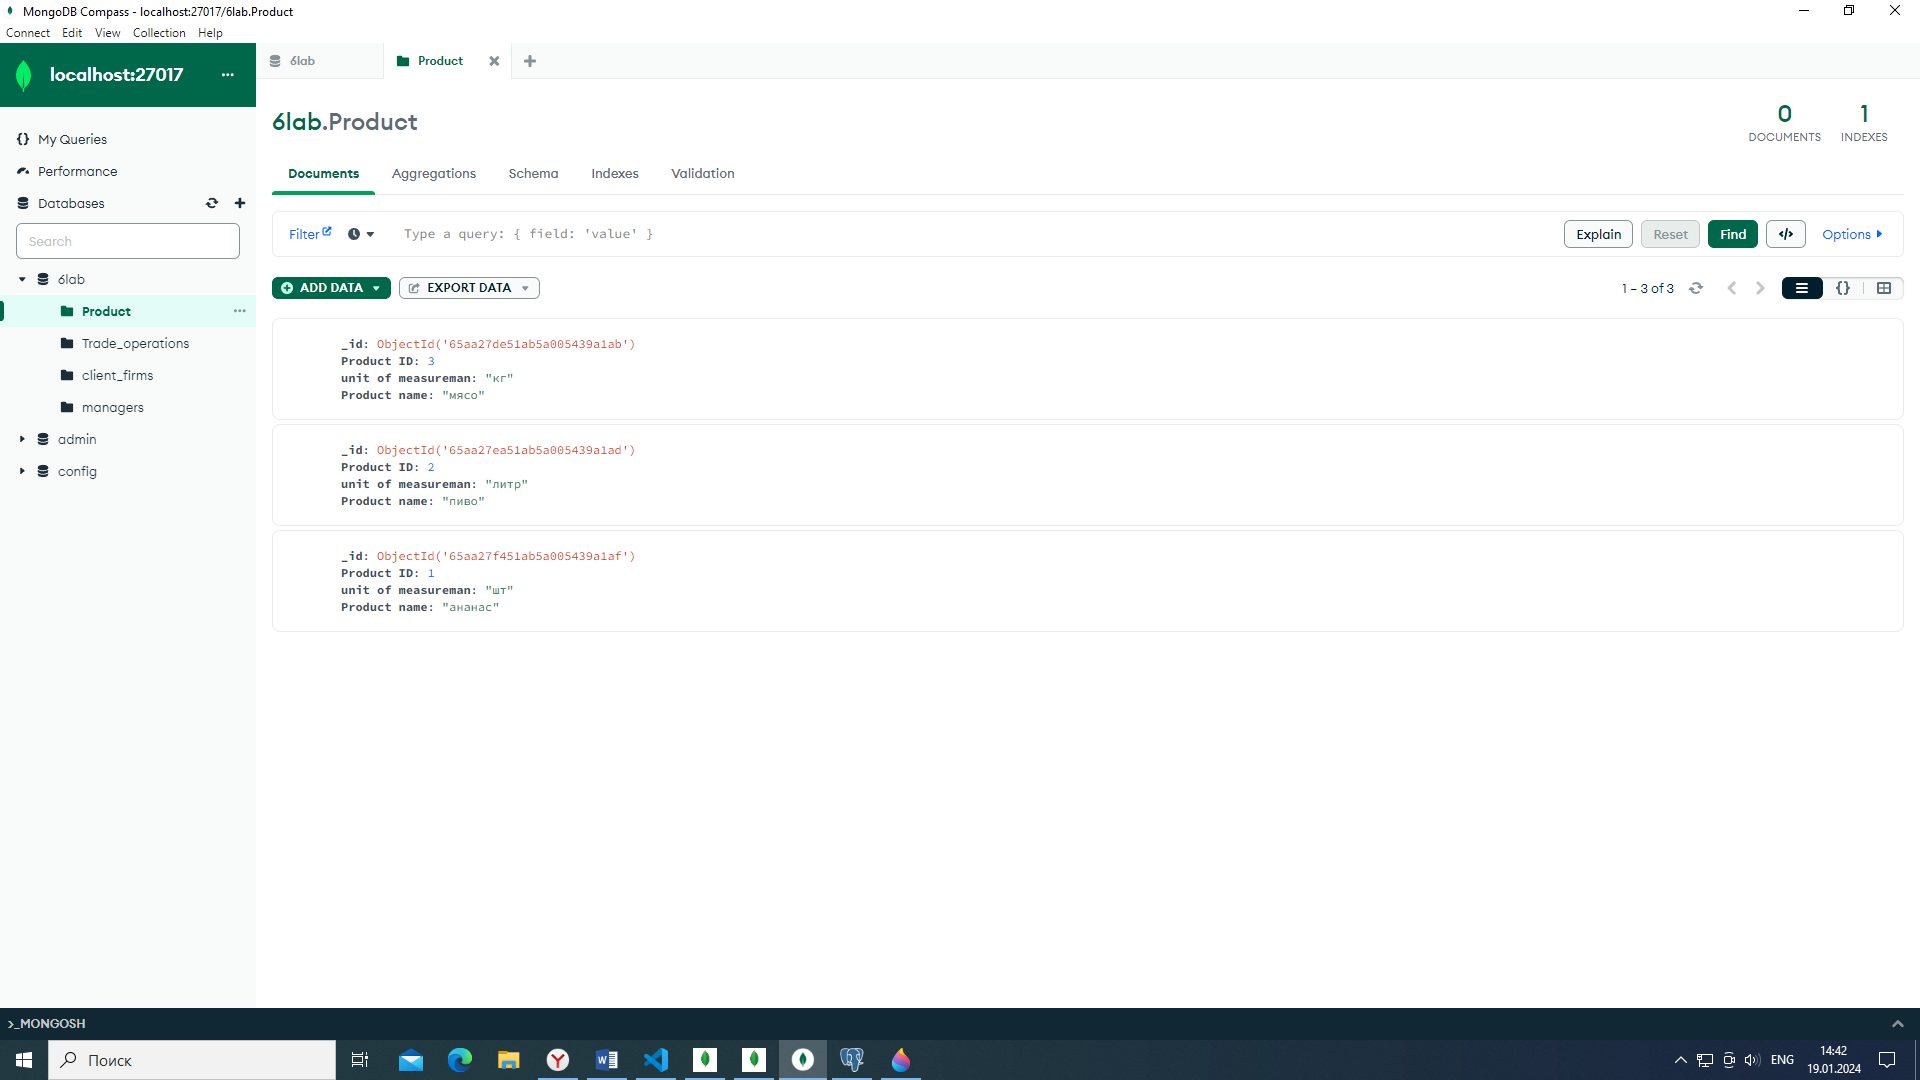 MongoDB Compass - localhost:27017/6lab.Product
Connect Edit View Collection Help
localhost:27017
6lab
Product
My Queries
Performance
Databases
Search
6lab
Product
Trade_operations
client_firms
managers
admin
config
6lab.Product
0
DOCUMENTS
1
INDEXES
Documents Aggregations Schema Indexes Validation
Filter
Type a query: { field: 'value' }
Explain Reset Find Options
ADD DATA EXPORT DATA
1 – 3 of 3
_id: ObjectId('65aa27de51ab5a005439a1ab')
Product ID: 3
unit of measureman: "кг"
Product name: "мясо"
_id: ObjectId('65aa27ea51ab5a005439a1ad')
Product ID: 2
unit of measureman: "литр"
Product name: "пиво"
_id: ObjectId('65aa27f451ab5a005439a1af')
Product ID: 1
unit of measureman: "шт"
Product name: "ананас"
>_MONGOSH
Поиск
ENG
14:42
19.01.2024